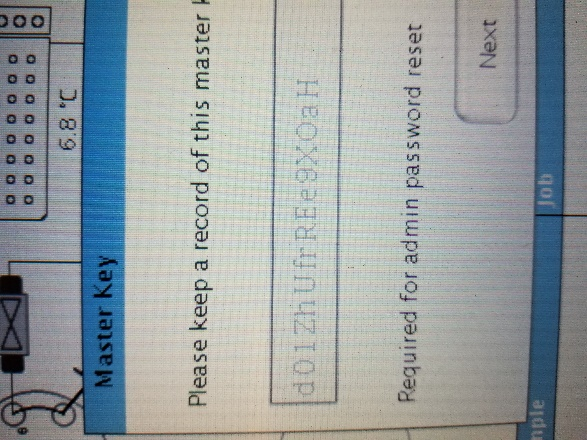 6.8 °C
Master Key
Please keep a record of this master
d01ZhUfrREe9X0aH
Required for admin password reset
Next
Job